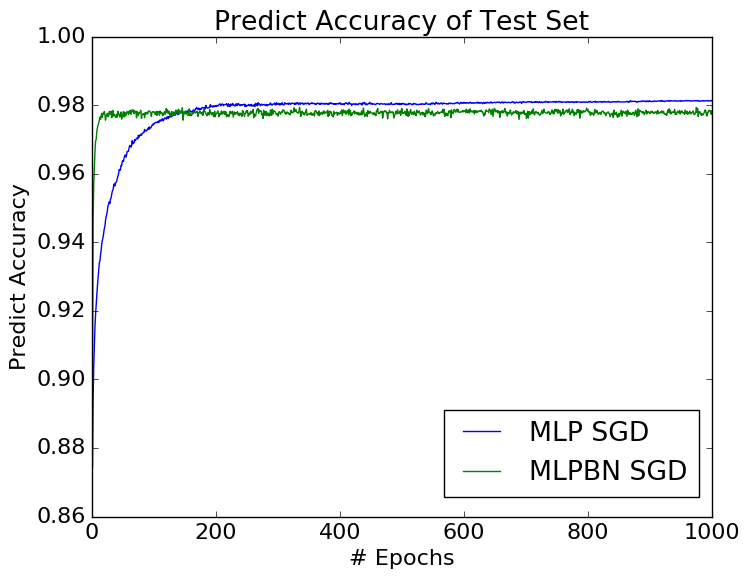 Predict Accuracy of Test Set
1.00
0.98
0.96
0.94
0.92
0.90
0.88
0.86
Predict Accuracy
MLP SGD
MLPBN SGD
0 200 400 600 800 1000
# Epochs